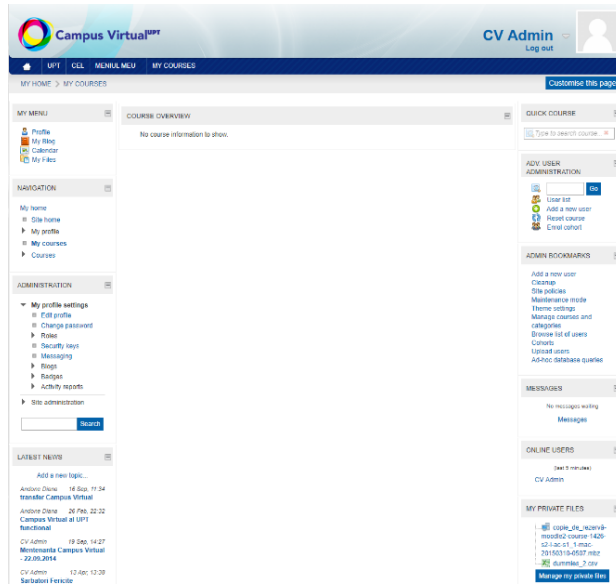 Campus Virtual UPT
CV Admin
Log out
UPT CEL MENIUL MEU MY COURSES
MY HOME > MY COURSES
Customise this page
MY MENU
Profile
My Blog
Calendar
My Files
NAVIGATION
My home
Site home
My profile
My courses
Courses
ADMINISTRATION
My profile settings
Edit profile
Change password
Roles
Security keys
Messaging
Blogs
Badges
Activity reports
Site administration
Search
LATEST NEWS
Add a new topic...
Andone Diana 16 Sep, 11:34
transfer Campus Virtual
Andone Diana 26 Feb, 22:32
Campus Virtual al UPT
functional
CV Admin 19 Sep, 14:27
Mentenanta Campus Virtual
- 22.09.2014
CV Admin 13 Apr, 13:38
Sarbatori Fericite
COURSE OVERVIEW
No course information to show.
QUICK COURSE
Type to search course...
ADV. USER
ADMINISTRATION
Go
User list
Add a new user
Reset course
Enrol cohort
ADMIN BOOKMARKS
Add a new user
Cleanup
Site policies
Maintenance mode
Theme settings
Manage courses and
categories
Browse list of users
Cohorts
Upload users
Ad-hoc database queries
MESSAGES
No messages waiting
Messages
ONLINE USERS
(last 5 minutes)
CV Admin
MY PRIVATE FILES
copie_de_rezervă-
moodle2-course-1426-
s2-l-ac-s1_1-mac-
20150318-0507.mbz
dummies_2.csv
Manage my private files